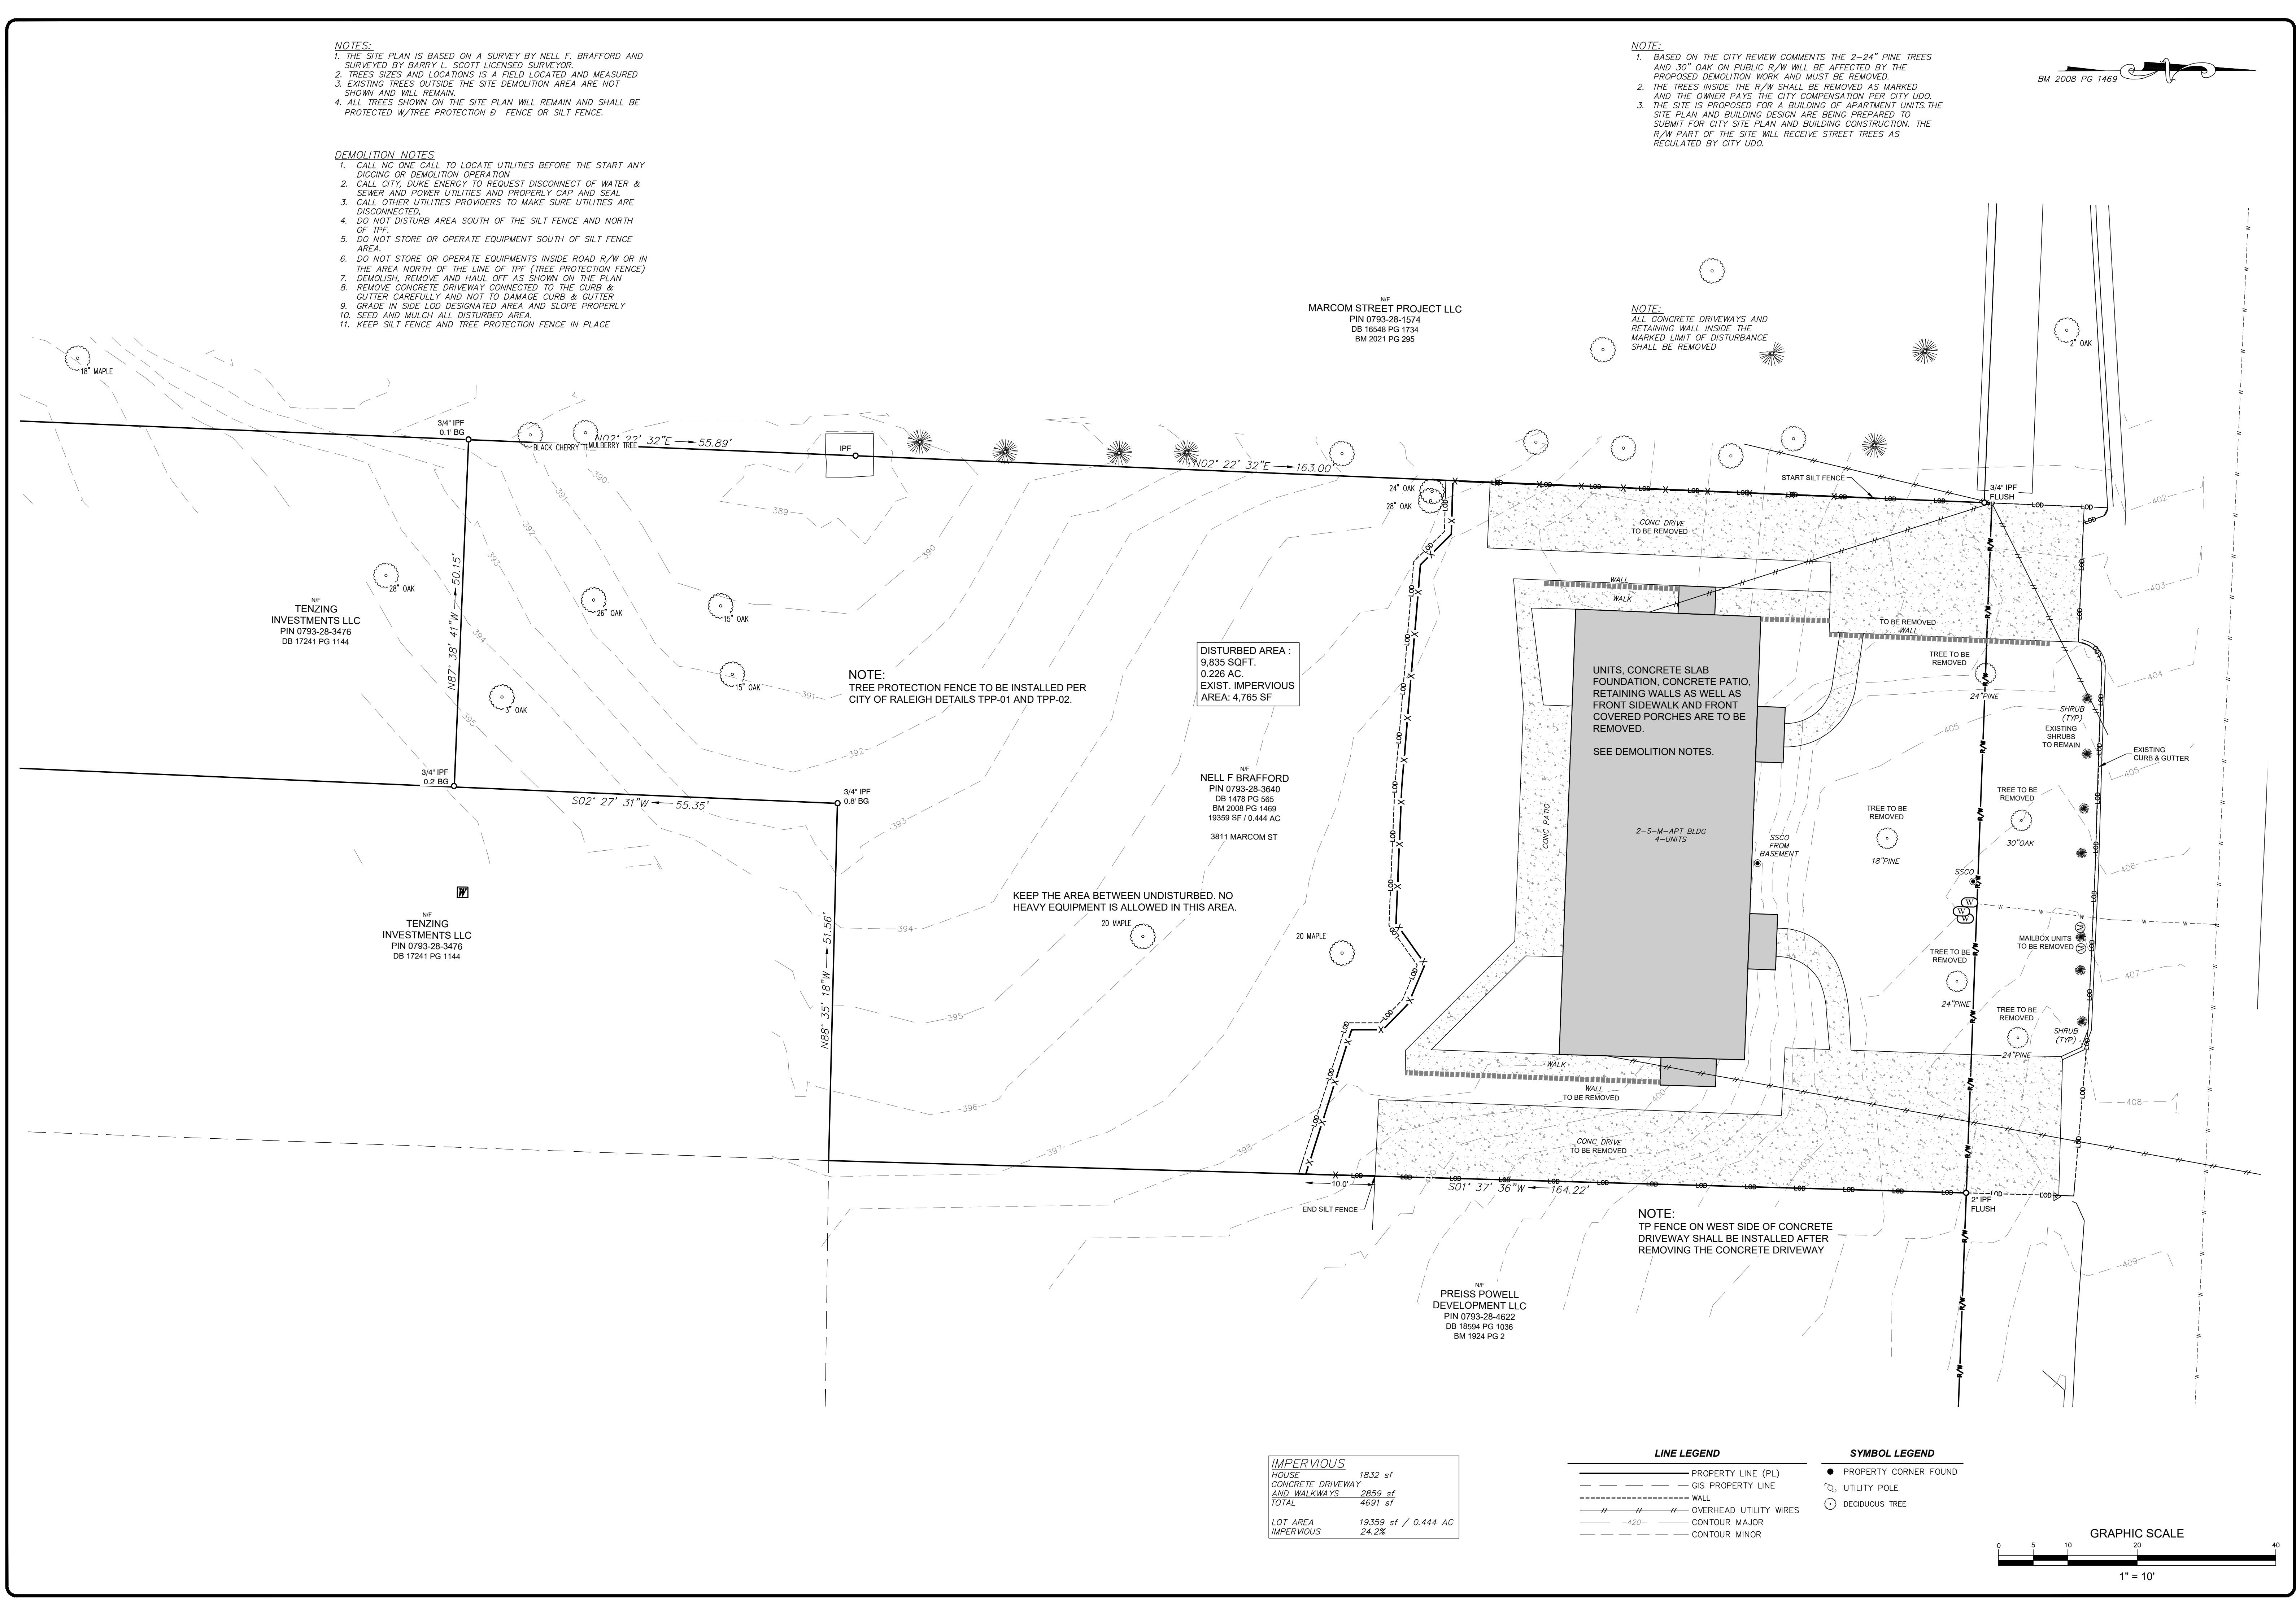 NOTES:
1. THE SITE PLAN IS BASED ON A SURVEY BY NELL F. BRAFFORD AND
SURVEYED BY BARRY L. SCOTT LICENSED SURVEYOR.
2. TREES SIZES AND LOCATIONS IS A FIELD LOCATED AND MEASURED
3. EXISTING TREES OUTSIDE THE SITE DEMOLITION AREA ARE NOT
SHOWN AND WILL REMAIN.
4. ALL TREES SHOWN ON THE SITE PLAN WILL REMAIN AND SHALL BE
PROTECTED W/TREE PROTECTION Đ FENCE OR SILT FENCE.
DEMOLITION NOTES
1. CALL NC ONE CALL TO LOCATE UTILITIES BEFORE THE START ANY
DIGGING OR DEMOLITION OPERATION
2. CALL CITY, DUKE ENERGY TO REQUEST DISCONNECT OF WATER &
SEWER AND POWER UTILITIES AND PROPERLY CAP AND SEAL
3. CALL OTHER UTILITIES PROVIDERS TO MAKE SURE UTILITIES ARE
DISCONNECTED,
4. DO NOT DISTURB AREA SOUTH OF THE SILT FENCE AND NORTH
OF TPF.
5. DO NOT STORE OR OPERATE EQUIPMENT SOUTH OF SILT FENCE
AREA.
6. DO NOT STORE OR OPERATE EQUIPMENTS INSIDE ROAD R/W OR IN
THE AREA NORTH OF THE LINE OF TPF (TREE PROTECTION FENCE)
7. DEMOLISH, REMOVE AND HAUL OFF AS SHOWN ON THE PLAN
8. REMOVE CONCRETE DRIVEWAY CONNECTED TO THE CURB &
GUTTER CAREFULLY AND NOT TO DAMAGE CURB & GUTTER
9. GRADE IN SIDE LOD DESIGNATED AREA AND SLOPE PROPERLY
10. SEED AND MULCH ALL DISTURBED AREA.
11. KEEP SILT FENCE AND TREE PROTECTION FENCE IN PLACE
NOTE:
1. BASED ON THE CITY REVIEW COMMENTS THE 2-24" PINE TREES
AND 30" OAK ON PUBLIC R/W WILL BE AFFECTED BY THE
PROPOSED DEMOLITION WORK AND MUST BE REMOVED.
2. THE TREES INSIDE THE R/W SHALL BE REMOVED AS MARKED
AND THE OWNER PAYS THE CITY COMPENSATION PER CITY UDO.
3. THE SITE IS PROPOSED FOR A BUILDING OF APARTMENT UNITS.THE
SITE PLAN AND BUILDING DESIGN ARE BEING PREPARED TO
SUBMIT FOR CITY SITE PLAN AND BUILDING CONSTRUCTION. THE
R/W PART OF THE SITE WILL RECEIVE STREET TREES AS
REGULATED BY CITY UDO.
BM 2008 PG 1469
N/F
MARCOM STREET PROJECT LLC
PIN 0793-28-1574
DB 16548 PG 1734
BM 2021 PG 295
NOTE:
ALL CONCRETE DRIVEWAYS AND
RETAINING WALL INSIDE THE
MARKED LIMIT OF DISTURBANCE
SHALL BE REMOVED
2" OAK
18" MAPLE
3/4" IPF
0.1' BG
BLACK CHERRY
MULBERRY TREE
N02° 22' 32"E 55.89'
IPF
N02° 22' 32"E 163.00'
24" OAK
28" OAK
START SILT FENCE
3/4" IPF
FLUSH
CONC DRIVE
TO BE REMOVED
390
391
392
393
394
395
389
390
391
392
393
394
395
396
397
398
402
403
404
405
405
406
407
408
409
400
28" OAK
26" OAK
15" OAK
15" OAK
3" OAK
N/F
TENZING
INVESTMENTS LLC
PIN 0793-28-3476
DB 17241 PG 1144
N87° 38' 41"W 50.15'
NOTE:
TREE PROTECTION FENCE TO BE INSTALLED PER
CITY OF RALEIGH DETAILS TPP-01 AND TPP-02.
DISTURBED AREA :
9,835 SQFT.
0.226 AC.
EXIST. IMPERVIOUS
AREA: 4,765 SF
WALL
WALK
UNITS, CONCRETE SLAB
FOUNDATION, CONCRETE PATIO,
RETAINING WALLS AS WELL AS
FRONT SIDEWALK AND FRONT
COVERED PORCHES ARE TO BE
REMOVED.
SEE DEMOLITION NOTES.
2-S-M-APT BLDG
4-UNITS
CONC PATIO
TO BE REMOVED
WALL
TREE TO BE
REMOVED
24"PINE
SHRUB
(TYP)
EXISTING
SHRUBS
TO REMAIN
EXISTING
CURB & GUTTER
TREE TO BE
REMOVED
30"OAK
TREE TO BE
REMOVED
18"PINE
SSCO
FROM
BASEMENT
SSCO
MAILBOX UNITS
TO BE REMOVED
TREE TO BE
REMOVED
24"PINE
TREE TO BE
REMOVED
24"PINE
SHRUB
(TYP)
3/4" IPF
0.2' BG
S02° 27' 31"W 55.35'
3/4" IPF
0.8' BG
N/F
NELL F BRAFFORD
PIN 0793-28-3640
DB 1478 PG 565
BM 2008 PG 1469
19359 SF / 0.444 AC
3811 MARCOM ST
KEEP THE AREA BETWEEN UNDISTURBED. NO
HEAVY EQUIPMENT IS ALLOWED IN THIS AREA.
20 MAPLE
20 MAPLE
W
N/F
TENZING
INVESTMENTS LLC
PIN 0793-28-3476
DB 17241 PG 1144
N88° 35' 18"W 51.56'
WALK
WALL
TO BE REMOVED
CONC DRIVE
TO BE REMOVED
10.0'
S01° 37' 36"W 164.22'
END SILT FENCE
2" IPF
FLUSH
NOTE:
TP FENCE ON WEST SIDE OF CONCRETE
DRIVEWAY SHALL BE INSTALLED AFTER
REMOVING THE CONCRETE DRIVEWAY
N/F
PREISS POWELL
DEVELOPMENT LLC
PIN 0793-28-4622
DB 18594 PG 1036
BM 1924 PG 2
IMPERVIOUS
HOUSE 1832 sf
CONCRETE DRIVEWAY
AND WALKWAYS 2859 sf
TOTAL 4691 sf
LOT AREA 19359 sf / 0.444 AC
IMPERVIOUS 24.2%
LINE LEGEND
PROPERTY LINE (PL)
GIS PROPERTY LINE
WALL
OVERHEAD UTILITY WIRES
-420- CONTOUR MAJOR
CONTOUR MINOR
SYMBOL LEGEND
PROPERTY CORNER FOUND
UTILITY POLE
DECIDUOUS TREE
GRAPHIC SCALE
0 5 10 20 40
1" = 10'